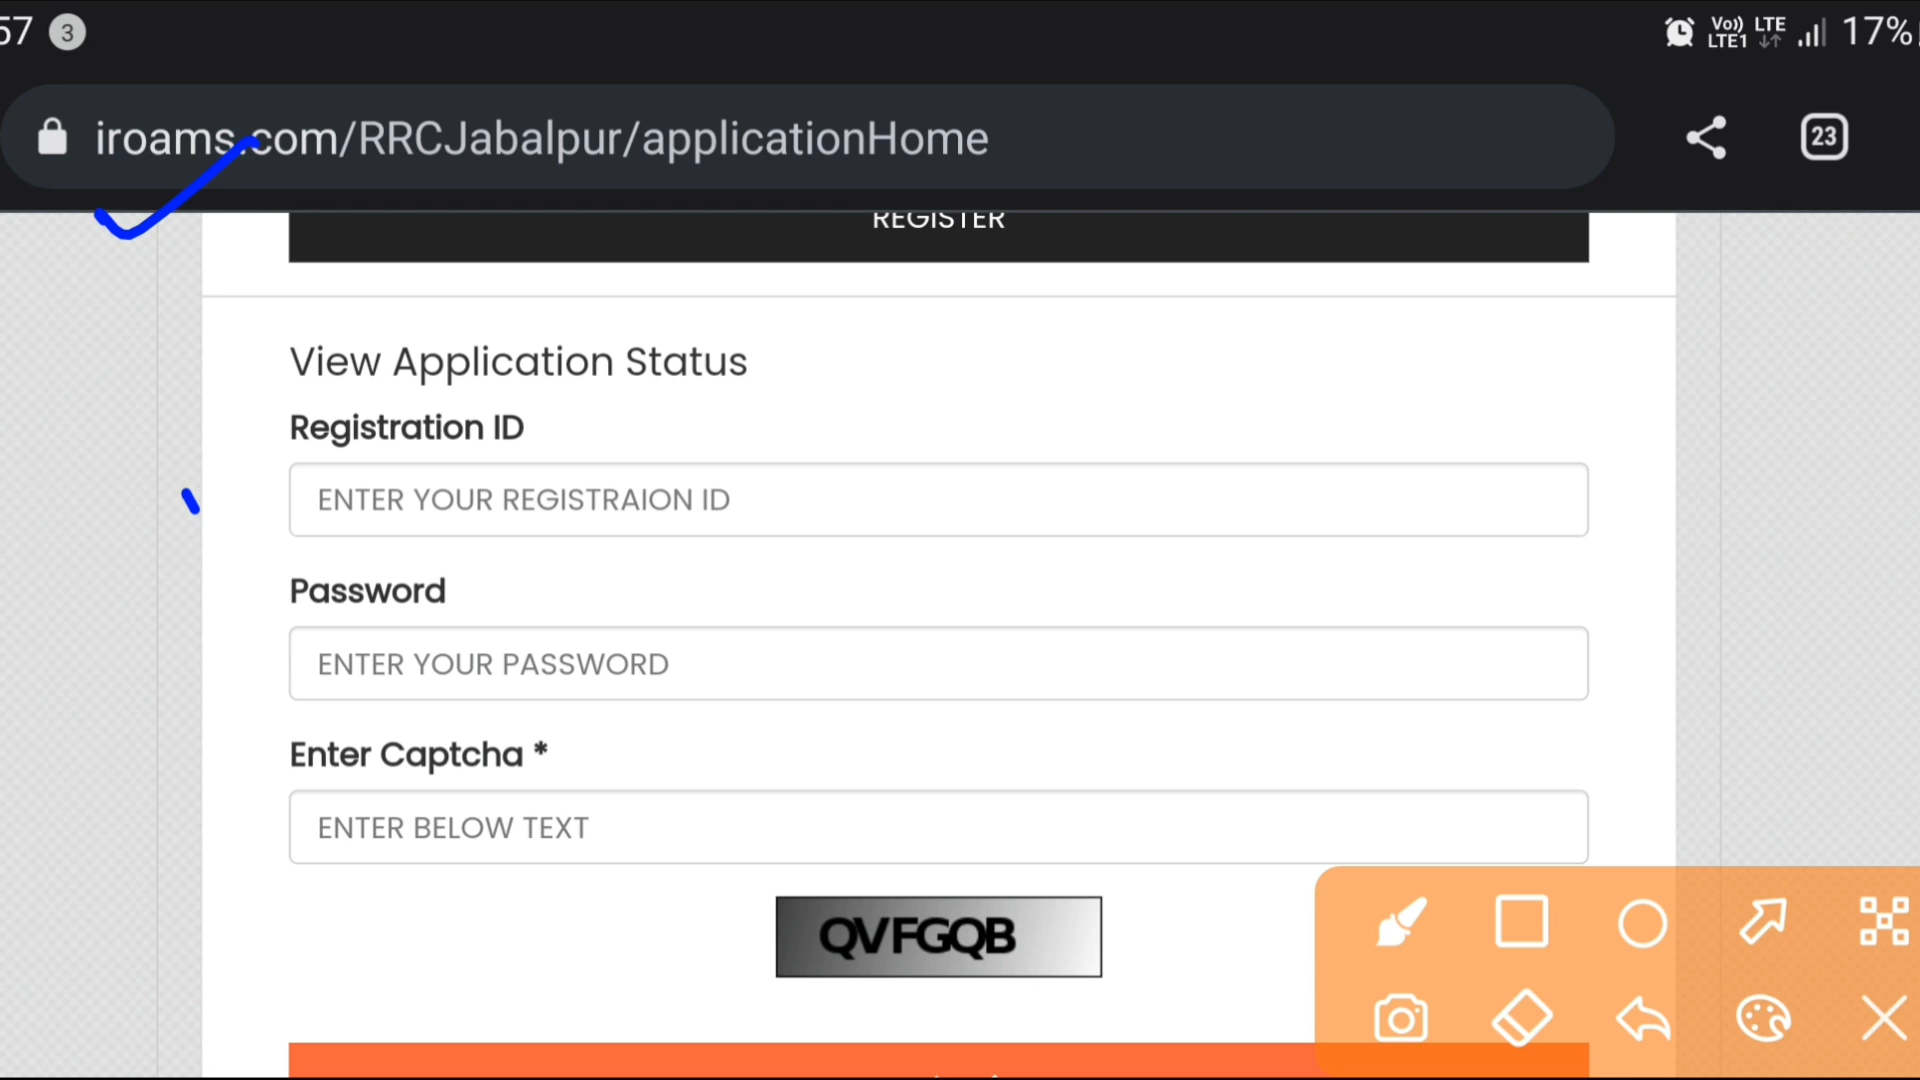 57 3 Vo)) LTE1 LTE 17%
iroams.com/RRCJabalpur/applicationHome 23
REGISTER
View Application Status
Registration ID
ENTER YOUR REGISTRAION ID
Password
ENTER YOUR PASSWORD
Enter Captcha *
ENTER BELOW TEXT
QVFGQB